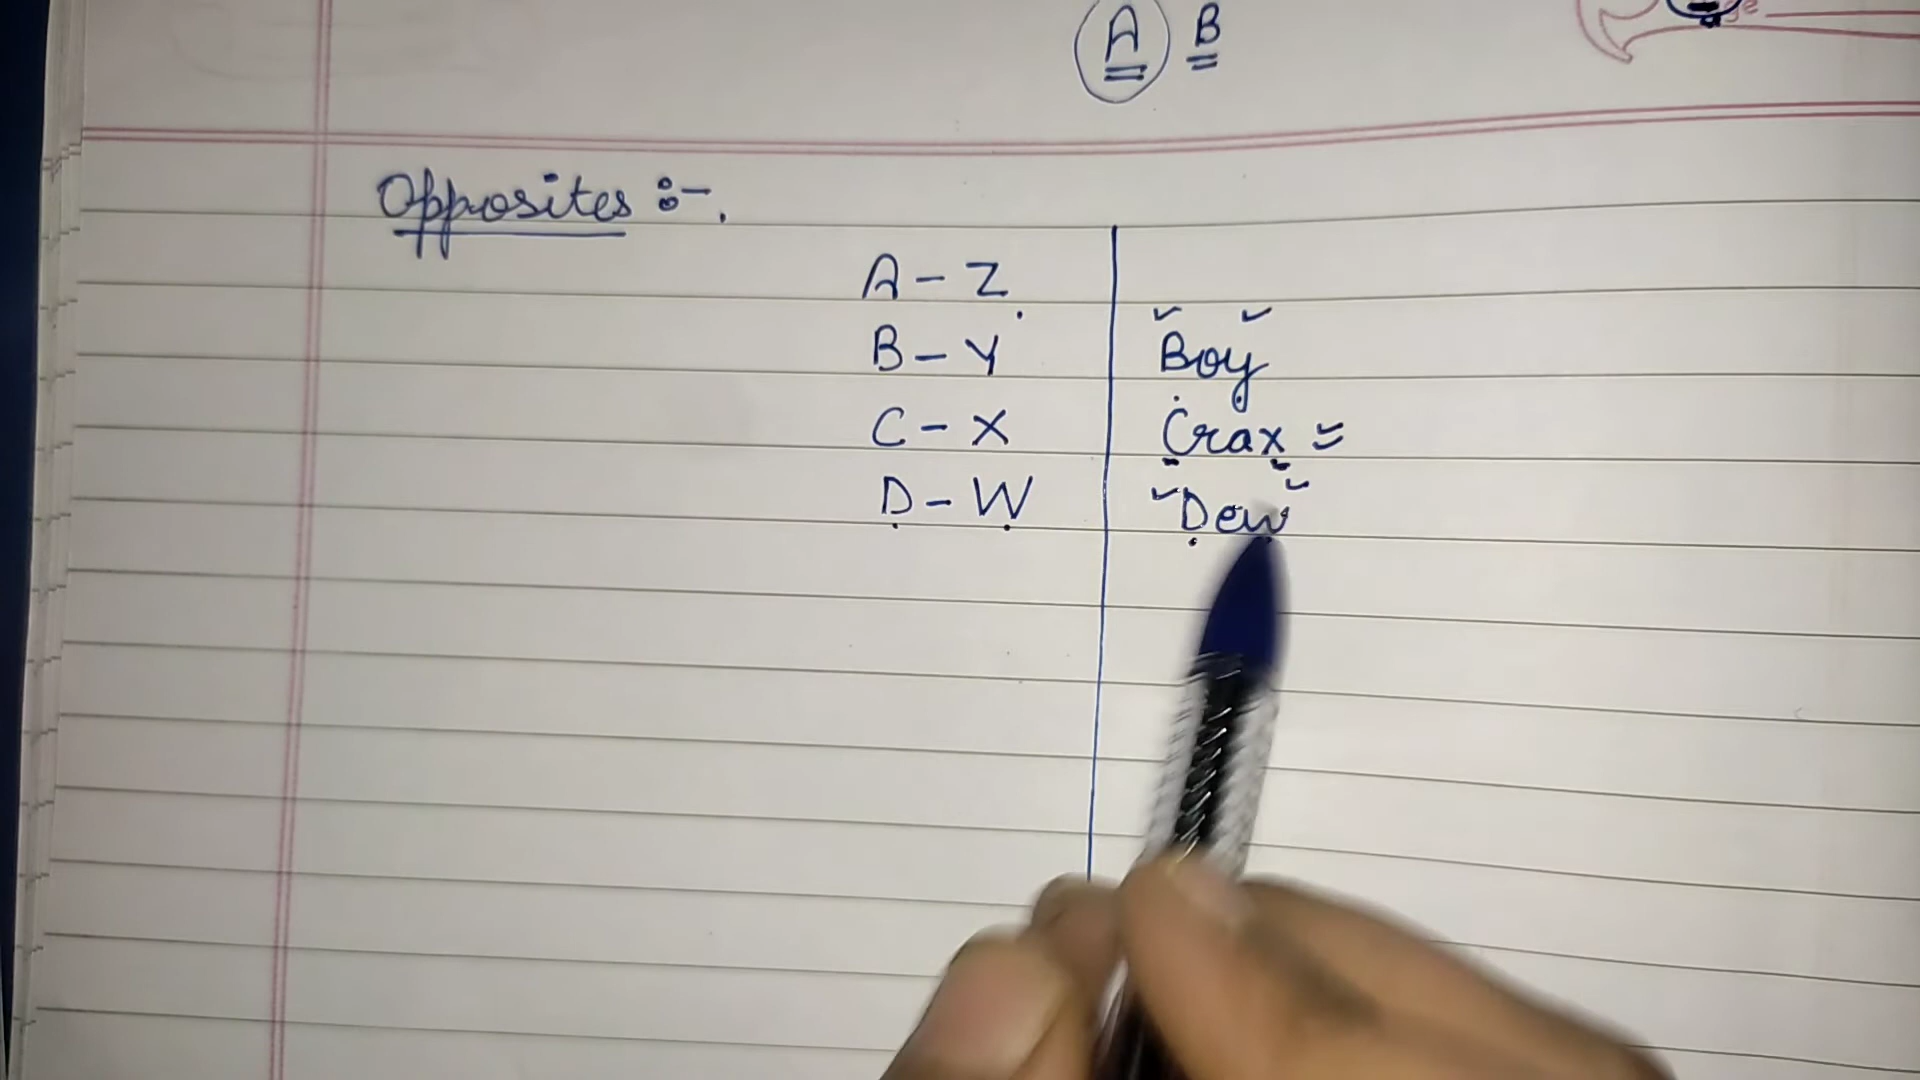 A B
Opposites :-
A - Z
B - Y Boy
C - X Crax
D - W Dew